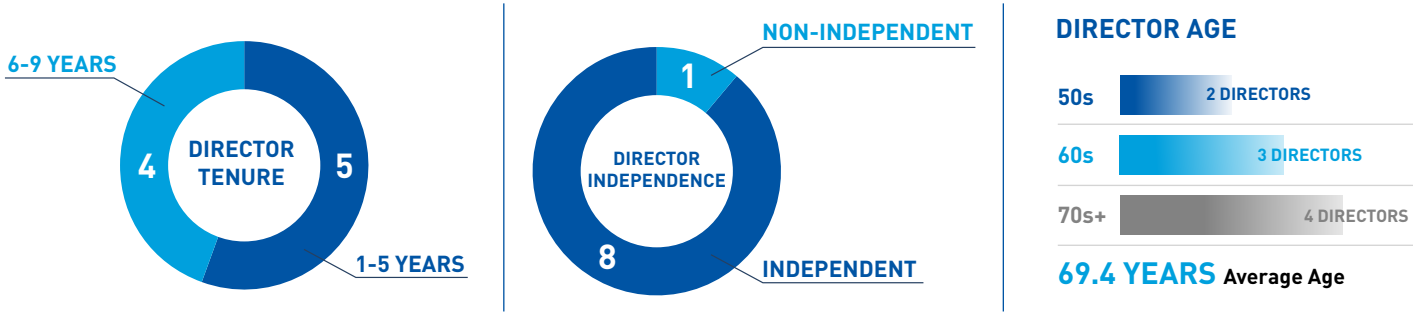 6-9 YEARS
4
DIRECTOR
TENURE
5
1-5 YEARS
NON-INDEPENDENT
1
DIRECTOR
INDEPENDENCE
8
INDEPENDENT
DIRECTOR AGE
50s 2 DIRECTORS
60s 3 DIRECTORS
70s+ 4 DIRECTORS
69.4 YEARS Average Age